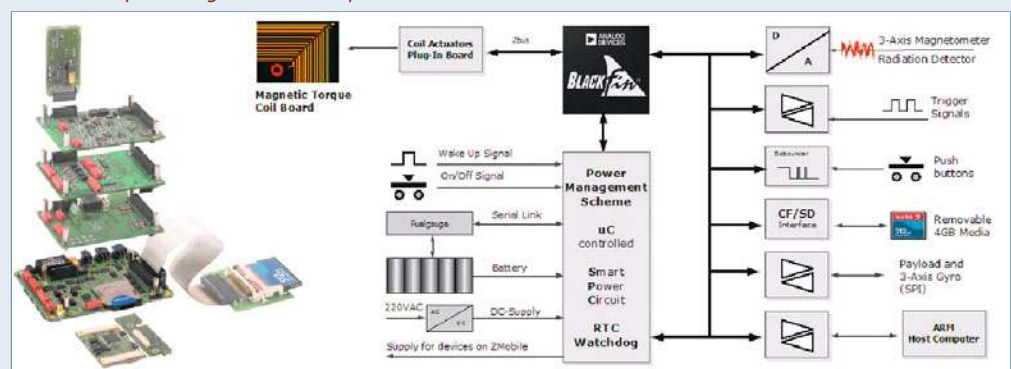 Magnetic Torque
Coil Board
Coil Actuators
Plug-In Board
Zbus
ANALOG
DEVICES
BLACKfin
Wake Up Signal
On/Off Signal
Serial Link
Fuelgauge
Battery
220VAC
DC-Supply
Supply for devices on ZMobile
Power
Management
Scheme
uC
controlled
Smart
Power
Circuit
RTC
Watchdog
D
A
3-Axis Magnetometer
Radiation Detector
Trigger
Signals
Debouncer
Push
buttons
CF/SD
Interface
Removable
4GB Media
Payload and
3-Axis Gyro
(SPI)
ARM
Host Computer